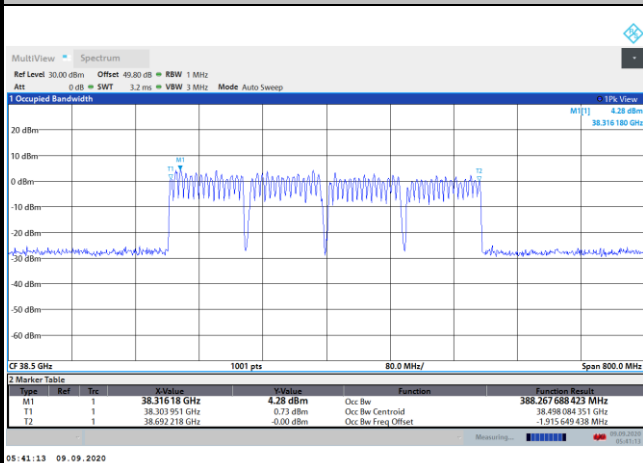 MultiView Spectrum
Ref Level 30.00 dBm Offset 49.80 dB RBW 1 MHz
Att 0 dB SWT 3.2 ms VBW 3 MHz Mode Auto Sweep
1 Occupied Bandwidth 1Pk View
M1[1] 4.28 dBm
38.316 180 GHz
20 dBm
10 dBm
M1
T1 T2
0 dBm
-10 dBm
-20 dBm
-30 dBm
-40 dBm
-50 dBm
-60 dBm
CF 38.5 GHz 1001 pts 80.0 MHz/ Span 800.0 MHz
2 Marker Table
Type Ref Trc X-Value Y-Value Function Function Result
M1 1 38.316 18 GHz 4.28 dBm Occ Bw 388.267 688 423 MHz
T1 1 38.303 951 GHz 0.73 dBm Occ Bw Centroid 38.498 084 351 GHz
T2 1 38.692 218 GHz -0.00 dBm Occ Bw Freq Offset -1.915 649 438 MHz
Measuring... 09.09.2020
05:41:13
05:41:13 09.09.2020